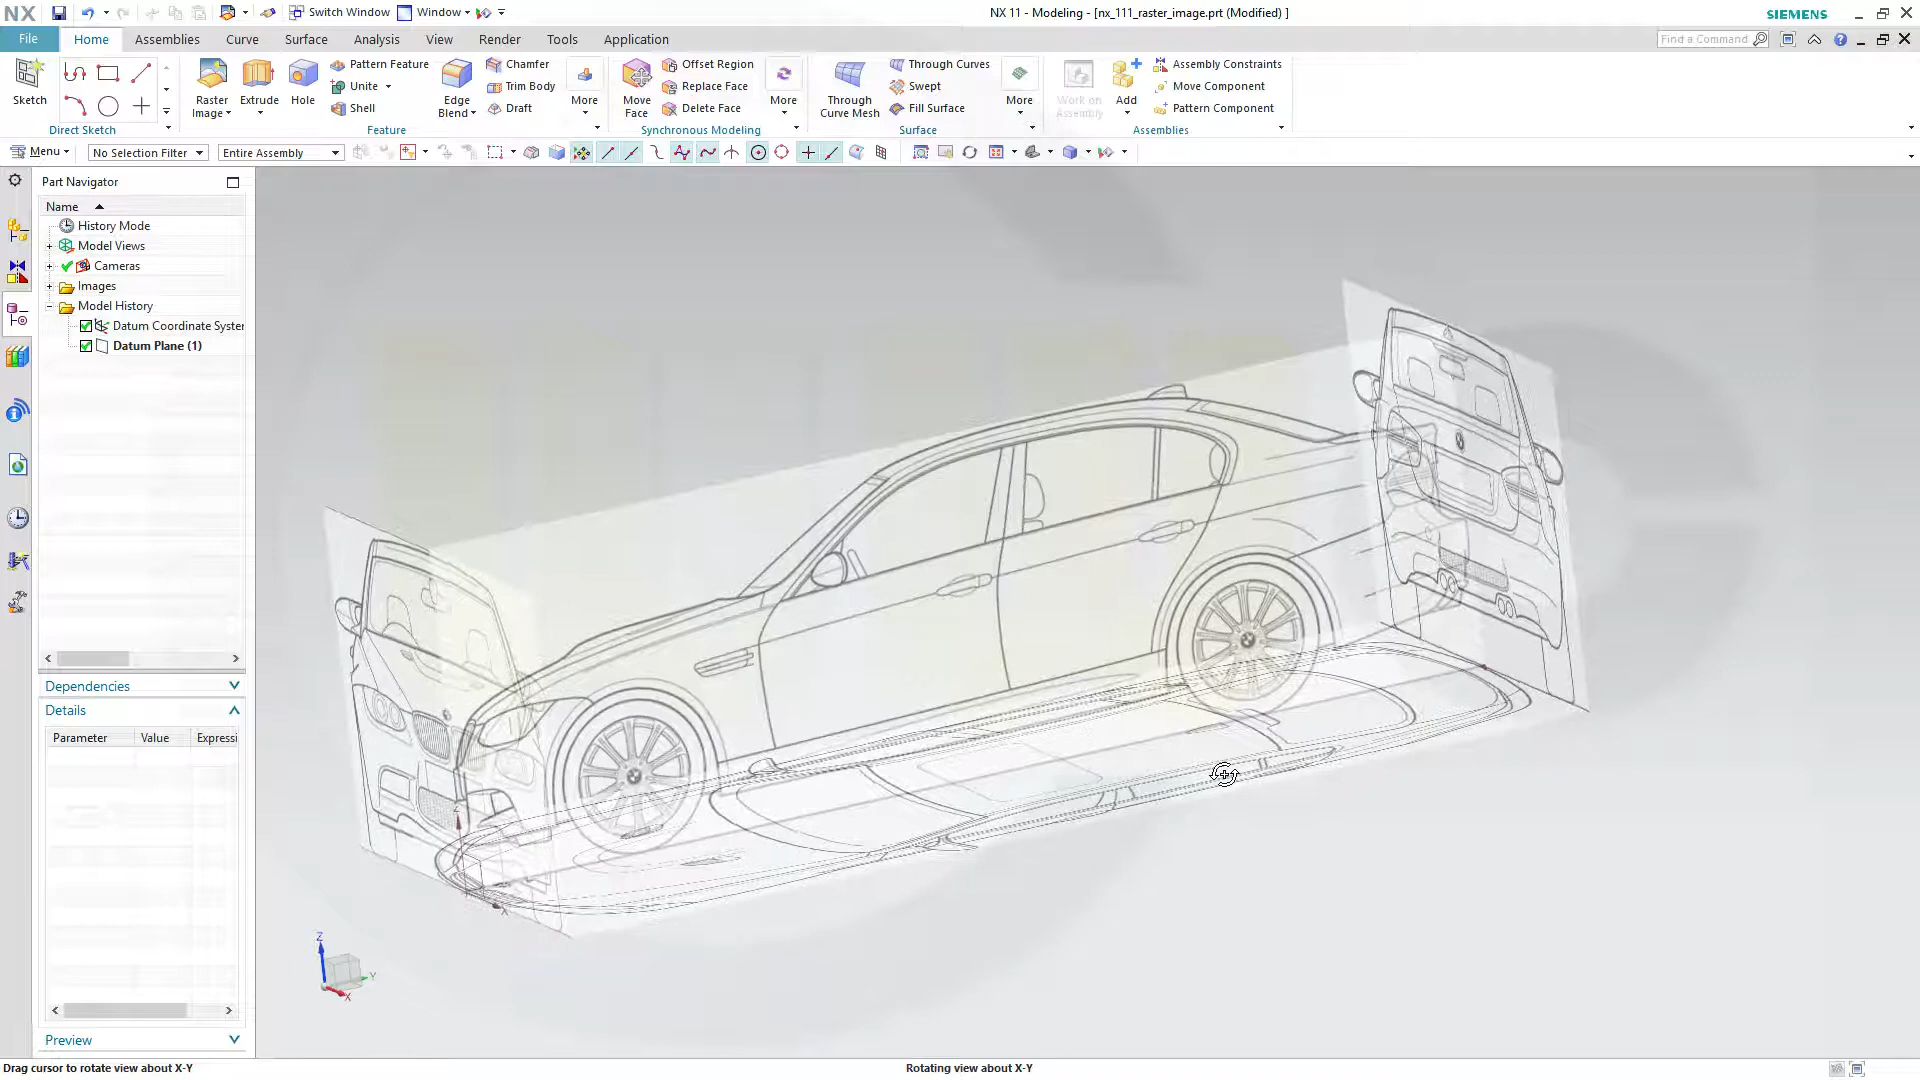 NX
Switch Window
Window
NX 11 - Modeling - [nx_111_raster_image.prt (Modified) ]
SIEMENS
File
Home
Assemblies
Curve
Surface
Analysis
View
Render
Tools
Application
Find a Command
Sketch
Direct Sketch
Raster Image
Extrude
Hole
Pattern Feature
Unite
Shell
Edge Blend
Chamfer
Trim Body
Draft
More
Feature
Move Face
Offset Region
Replace Face
Delete Face
More
Synchronous Modeling
Through Curve Mesh
Through Curves
Swept
Fill Surface
More
Surface
Work on Assembly
Add
Assembly Constraints
Move Component
Pattern Component
Assemblies
Menu
No Selection Filter
Entire Assembly
Part Navigator
Name
History Mode
Model Views
Cameras
Images
Model History
Datum Coordinate Syster
Datum Plane (1)
Dependencies
Details
Parameter
Value
Expressi
Preview
X
Z
Y
X
Drag cursor to rotate view about X-Y
Rotating view about X-Y